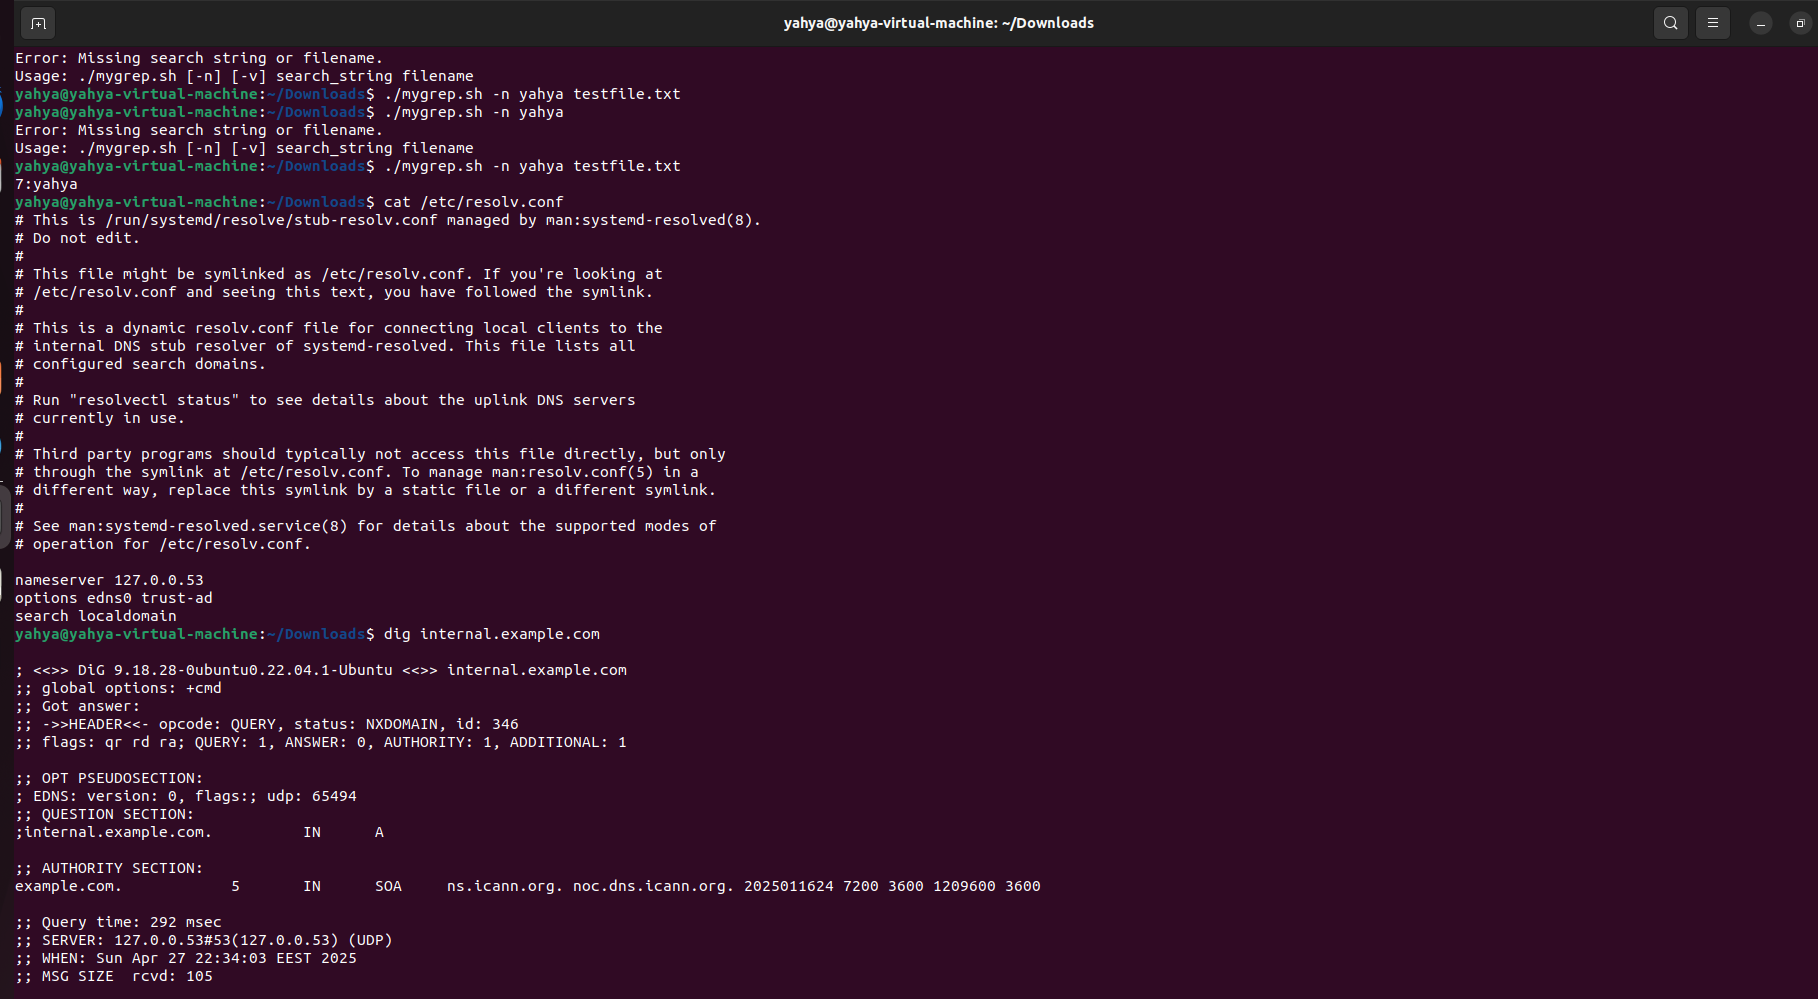 yahya@yahya-virtual-machine: ~/Downloads
Error: Missing search string or filename.
Usage: ./mygrep.sh [-n] [-v] search_string filename
yahya@yahya-virtual-machine:~/Downloads$ ./mygrep.sh -n yahya testfile.txt
yahya@yahya-virtual-machine:~/Downloads$ ./mygrep.sh -n yahya
Error: Missing search string or filename.
Usage: ./mygrep.sh [-n] [-v] search_string filename
yahya@yahya-virtual-machine:~/Downloads$ ./mygrep.sh -n yahya testfile.txt
7:yahya
yahya@yahya-virtual-machine:~/Downloads$ cat /etc/resolv.conf
# This is /run/systemd/resolve/stub-resolv.conf managed by man:systemd-resolved(8).
# Do not edit.
#
# This file might be symlinked as /etc/resolv.conf. If you're looking at
# /etc/resolv.conf and seeing this text, you have followed the symlink.
#
# This is a dynamic resolv.conf file for connecting local clients to the
# internal DNS stub resolver of systemd-resolved. This file lists all
# configured search domains.
#
# Run "resolvectl status" to see details about the uplink DNS servers
# currently in use.
#
# Third party programs should typically not access this file directly, but only
# through the symlink at /etc/resolv.conf. To manage man:resolv.conf(5) in a
# different way, replace this symlink by a static file or a different symlink.
#
# See man:systemd-resolved.service(8) for details about the supported modes of
# operation for /etc/resolv.conf.

nameserver 127.0.0.53
options edns0 trust-ad
search localdomain
yahya@yahya-virtual-machine:~/Downloads$ dig internal.example.com

; <<>> DiG 9.18.28-0ubuntu0.22.04.1-Ubuntu <<>> internal.example.com
;; global options: +cmd
;; Got answer:
;; ->>HEADER<<- opcode: QUERY, status: NXDOMAIN, id: 346
;; flags: qr rd ra; QUERY: 1, ANSWER: 0, AUTHORITY: 1, ADDITIONAL: 1

;; OPT PSEUDOSECTION:
; EDNS: version: 0, flags:; udp: 65494
;; QUESTION SECTION:
;internal.example.com.		IN	A

;; AUTHORITY SECTION:
example.com.		5	IN	SOA	ns.icann.org. noc.dns.icann.org. 2025011624 7200 3600 1209600 3600

;; Query time: 292 msec
;; SERVER: 127.0.0.53#53(127.0.0.53) (UDP)
;; WHEN: Sun Apr 27 22:34:03 EEST 2025
;; MSG SIZE  rcvd: 105